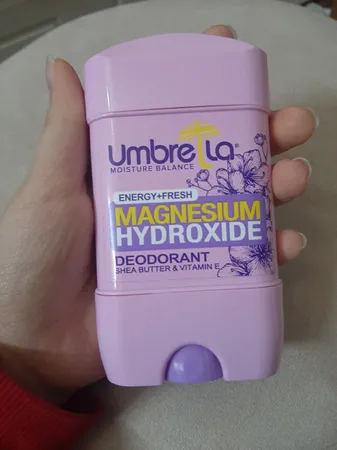 Umbrella®
MOISTURE BALANCE
ENERGY+FRESH
MAGNESIUM
HYDROXIDE
DEODORANT
SHEA BUTTER & VITAMIN E